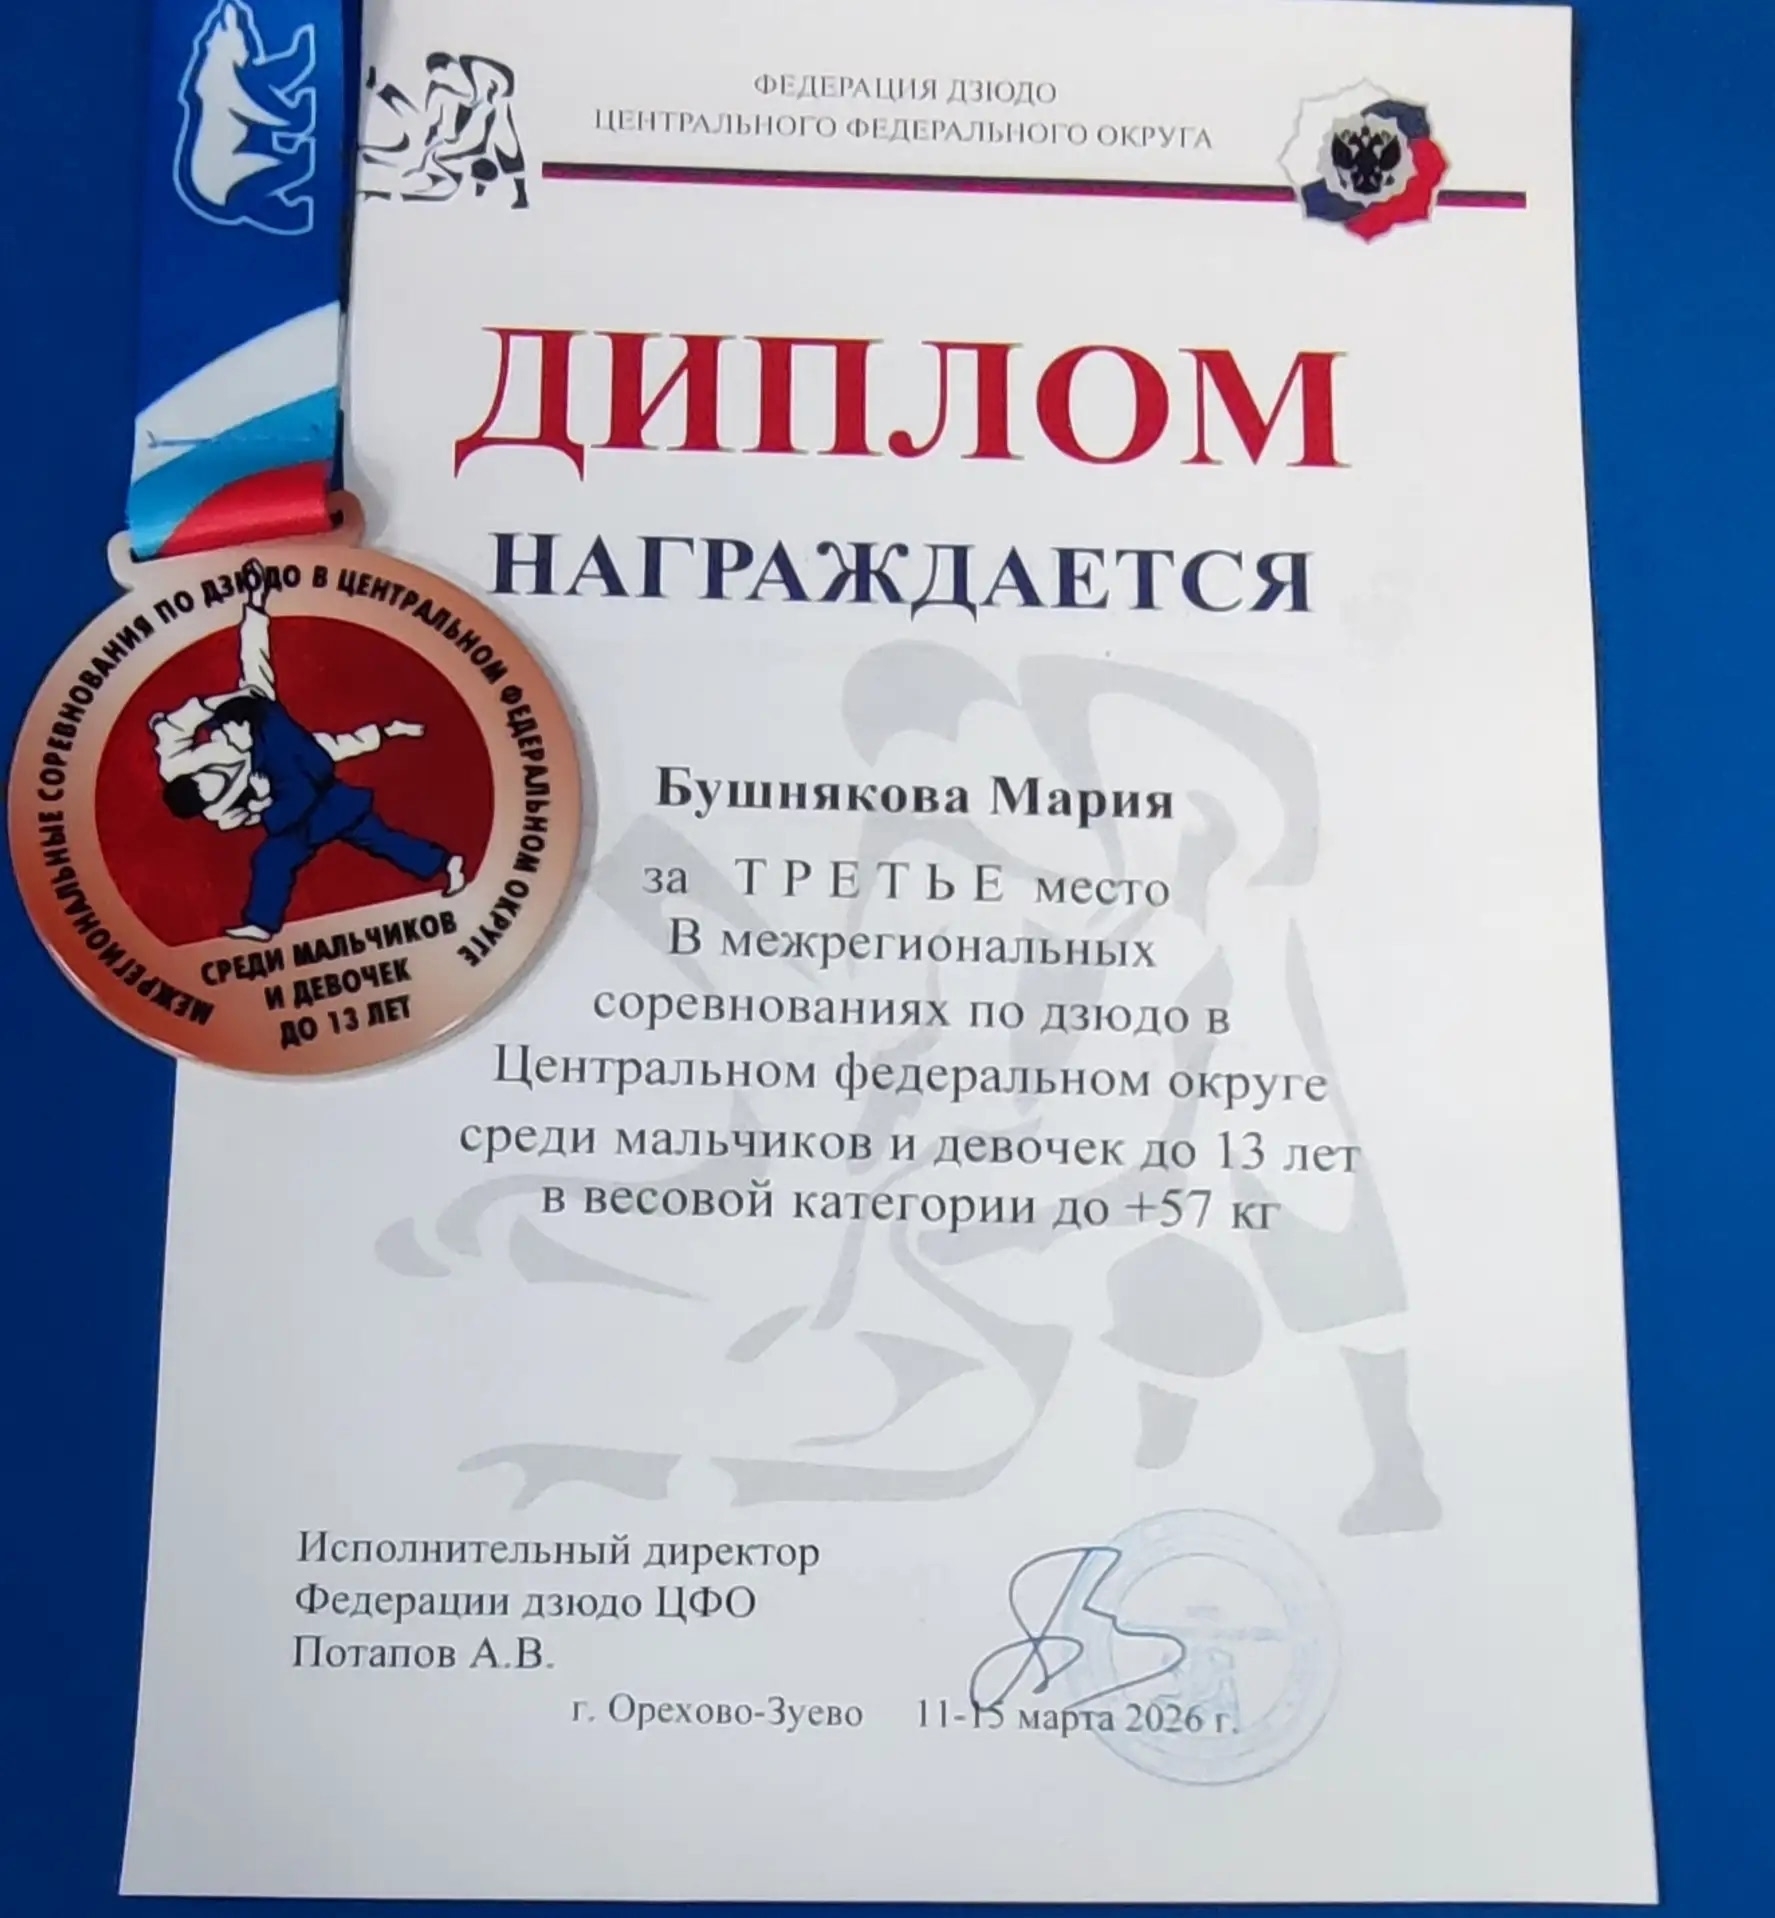 ФЕДЕРАЦИЯ ДЗЮДО
ЦЕНТРАЛЬНОГО ФЕДЕРАЛЬНОГО ОКРУГА
ДИПЛОМ
НАГРАЖДАЕТСЯ
Бушнякова Мария
за Т Р Е Т Ь Е место
В межрегиональных
соревнованиях по дзюдо в
Центральном федеральном округе
среди мальчиков и девочек до 13 лет
в весовой категории до +57 кг
Исполнительный директор
Федерации дзюдо ЦФО
Потапов А.В.
г. Орехово-Зуево 11-15 марта 2026 г.
МЕЖРЕГИОНАЛЬНЫЕ СОРЕВНОВАНИЯ ПО ДЗЮДО В ЦЕНТРАЛЬНОМ ФЕДЕРАЛЬНОМ ОКРУГЕ
СРЕДИ МАЛЬЧИКОВ
И ДЕВОЧЕК
ДО 13 ЛЕТ